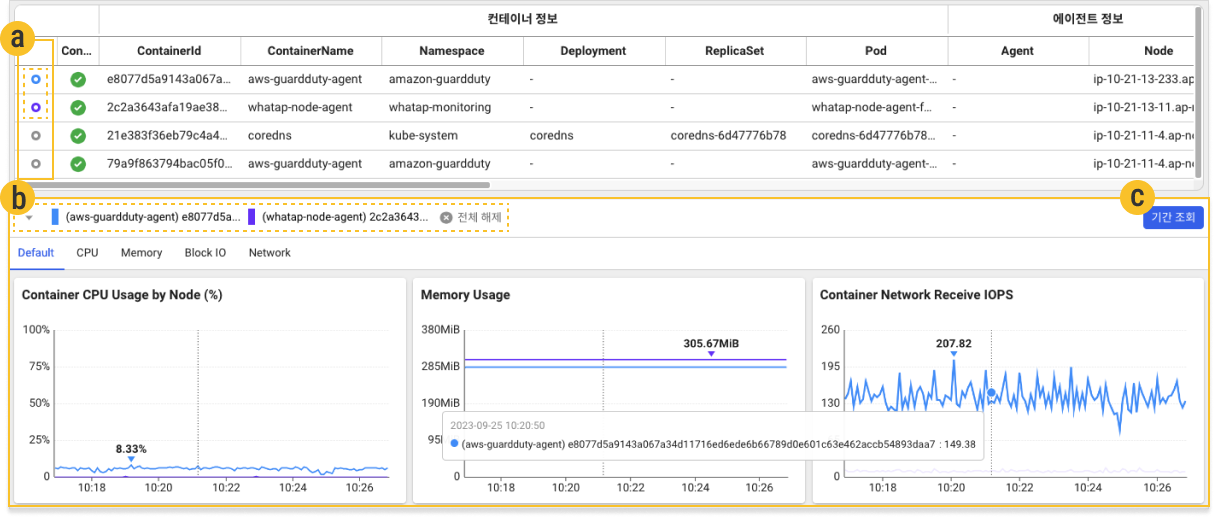 컨테이너 정보 에이전트 정보
a
Con... ContainerId ContainerName Namespace Deployment ReplicaSet Pod Agent Node
e8077d5a9143a067a... aws-guardduty-agent amazon-guardduty - - aws-guardduty-agent-... - ip-10-21-13-233.ap
2c2a3643afa19ae38... whatap-node-agent whatap-monitoring - - whatap-node-agent-f... - ip-10-21-13-11.ap-
21e383f36eb79c4a4... coredns kube-system coredns coredns-6d47776b78 coredns-6d47776b78... - ip-10-21-11-4.ap-ne
79a9f863794bac05f0... aws-guardduty-agent amazon-guardduty - - aws-guardduty-agent-... - ip-10-21-11-4.ap-ne
b c
(aws-guardduty-agent) e8077d5a... (whatap-node-agent) 2c2a3643... 전체 해제 기간 조회
Default CPU Memory Block IO Network
Container CPU Usage by Node (%) Memory Usage Container Network Receive IOPS
100% 380MiB 260
305.67MiB 207.82
75% 285MiB 195
50% 190MiB 130
2023-09-25 10:20:50
25% 95
(aws-guardduty-agent) e8077d5a9143a067a34d11716ed6ede6b66789d0e601c63e462accb54893daa7 : 149.38
8.33%
0 0 0
10:18 10:20 10:22 10:24 10:26 10:18 10:20 10:22 10:24 10:26 10:18 10:20 10:22 10:24 10:26